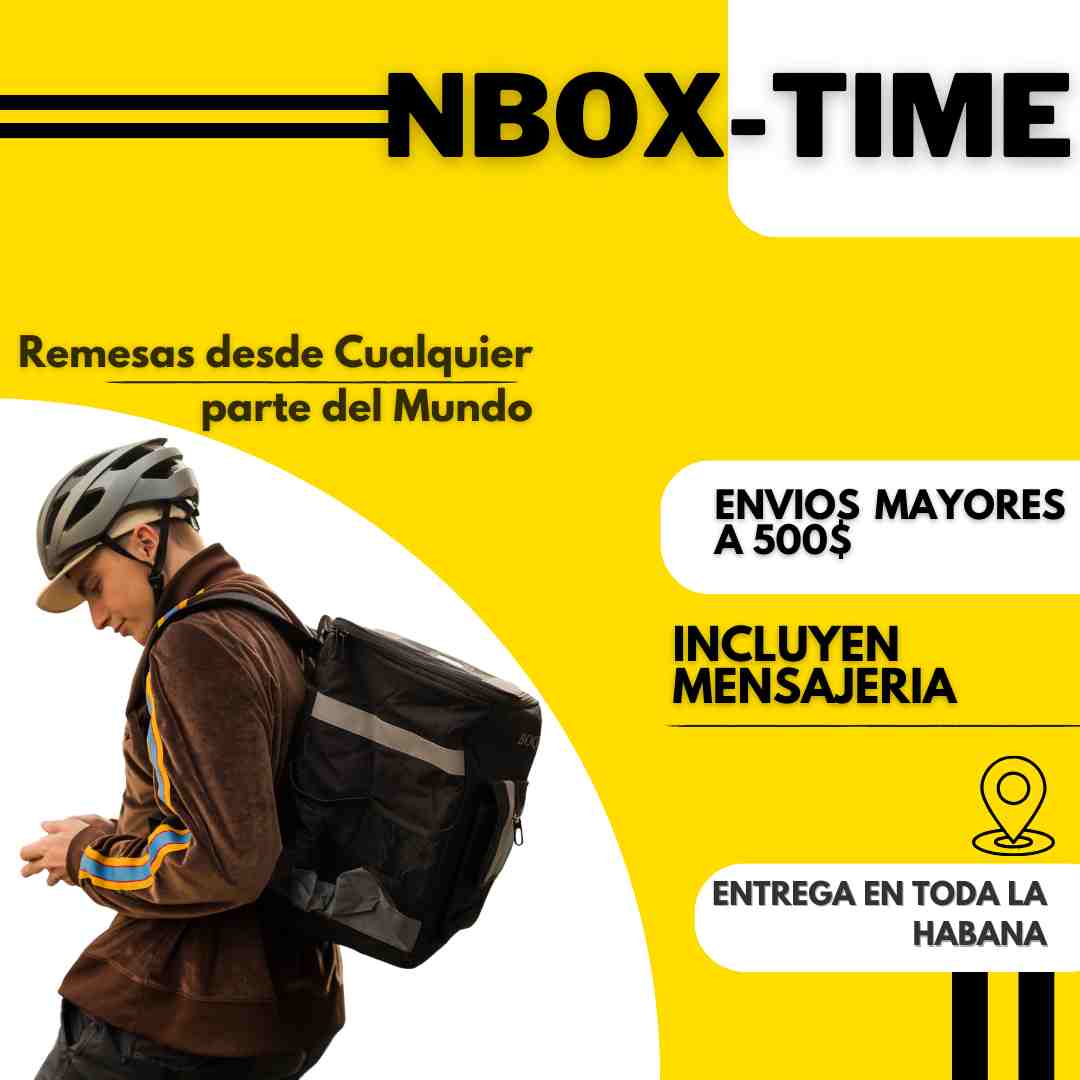 NBOX-TIME
Remesas desde Cualquier
parte del Mundo
ENVIOS MAYORES
A 500$
INCLUYEN
MENSAJERIA
ENTREGA EN TODA LA
HABANA